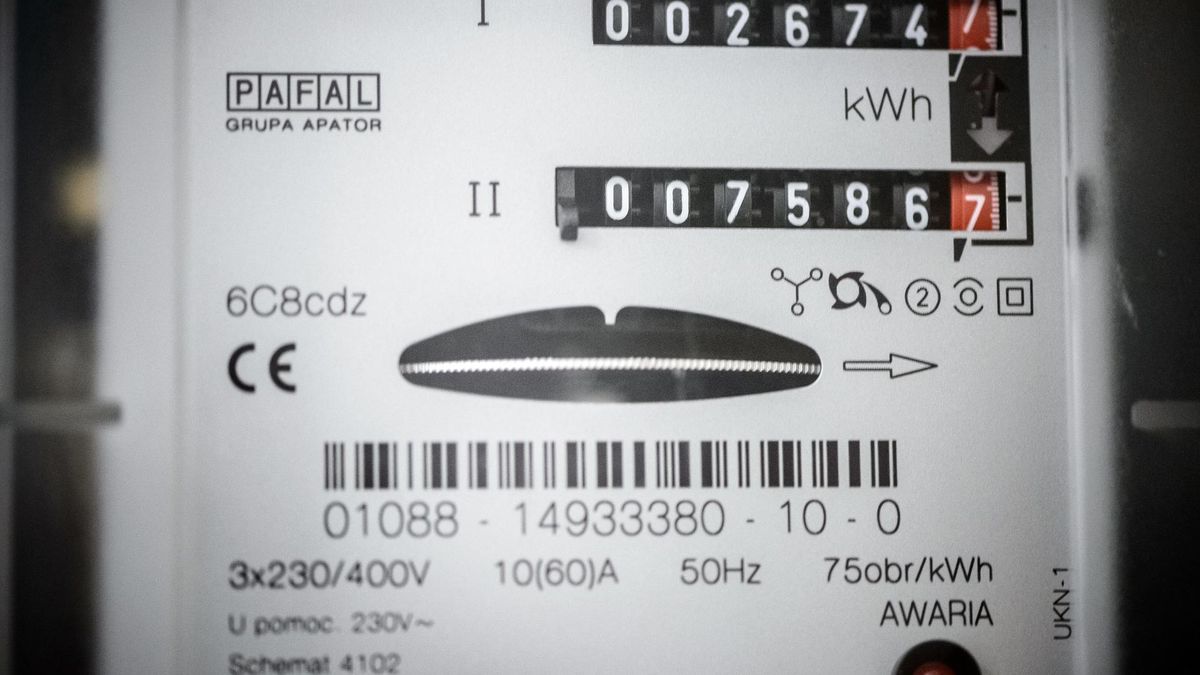 I 0 0 2 6 7 4 7
PAFAL
GRUPA APATOR
kWh
II 0 0 7 5 8 6 7
6C8cdz
2
CE
01088 - 14933380 - 10 - 0
3x230/400V 10(60)A 50Hz 75obr/kWh
U pomoc. 230V~ AWARIA
Schemat 4102
UKN-1